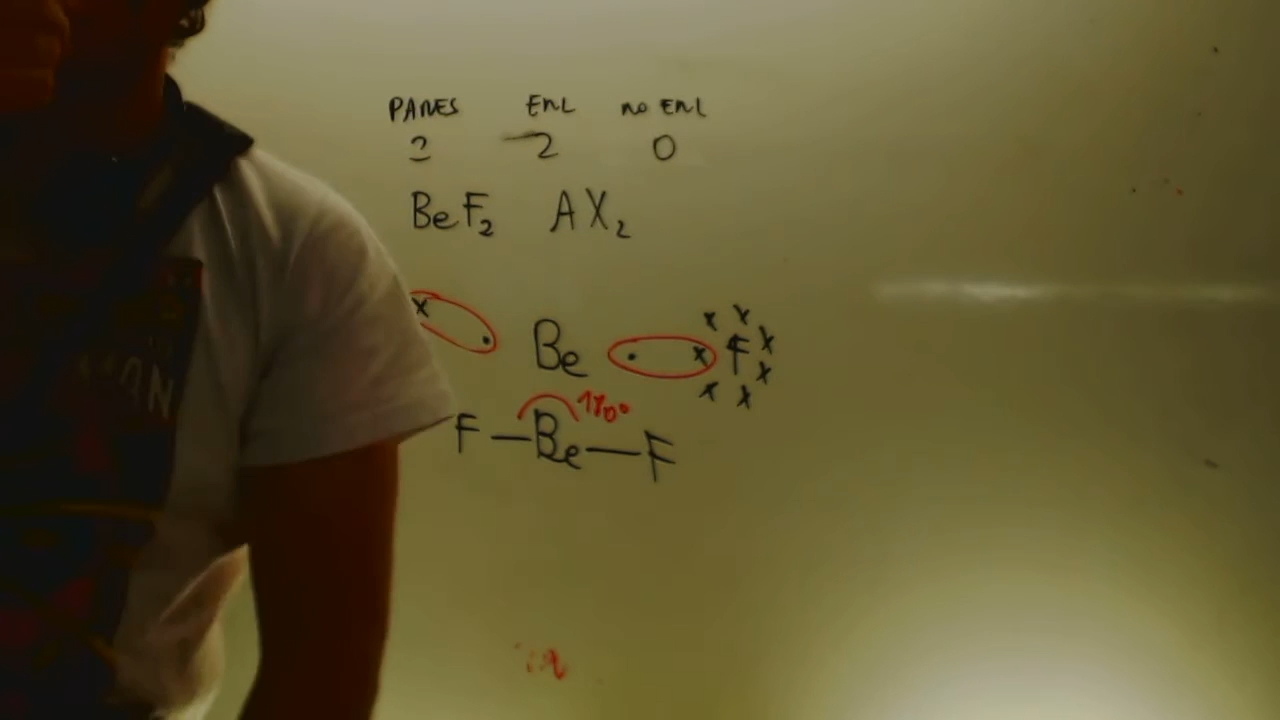 PARES ENL no ENL
2 2 0
BeF₂ AX₂
x · Be · x F x x x x x x
180°
F—Be—F